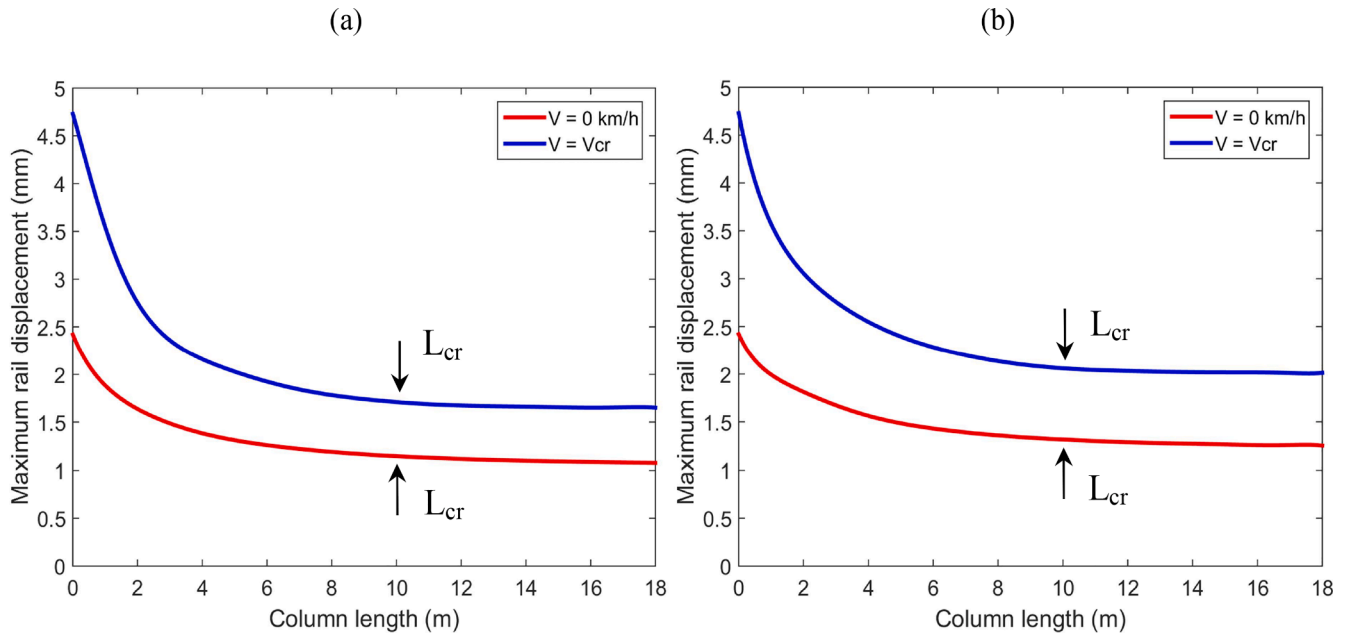 (a)
Maximum rail displacement (mm)
5
4.5
4
3.5
3
2.5
2
1.5
1
0.5
0
V = 0 km/h
V = Vcr
Lcr
Lcr
0 2 4 6 8 10 12 14 16 18
Column length (m)
(b)
Maximum rail displacement (mm)
5
4.5
4
3.5
3
2.5
2
1.5
1
0.5
0
V = 0 km/h
V = Vcr
Lcr
Lcr
0 2 4 6 8 10 12 14 16 18
Column length (m)